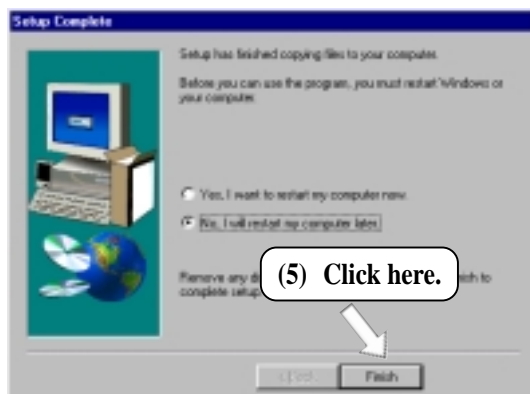 Setup Complete
Setup has finished copying files to your computer.
Before you can use the program, you must restart Windows or
your computer.
Yes, I want to restart my computer now.
No, I will restart my computer later.
Remove any
complete setup.
(5) Click here.
< Back
Finish